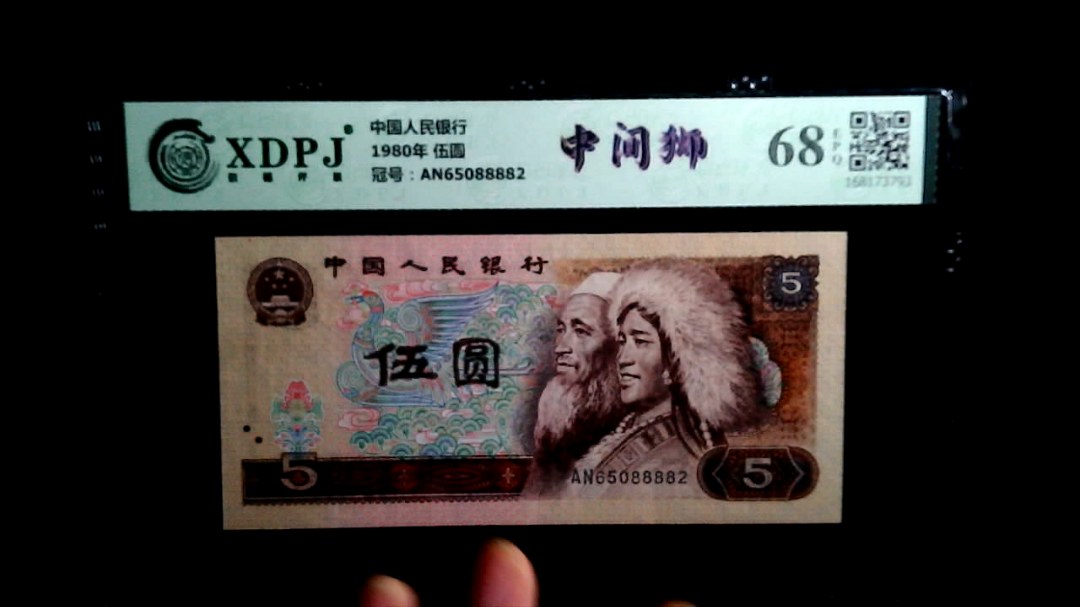 XDPJ®
中国人民银行
1980年 伍圆
冠号：AN65088882
中间狮
68
EPQ
168173793
中国人民银行
5
伍圆
5
AN65088882
5